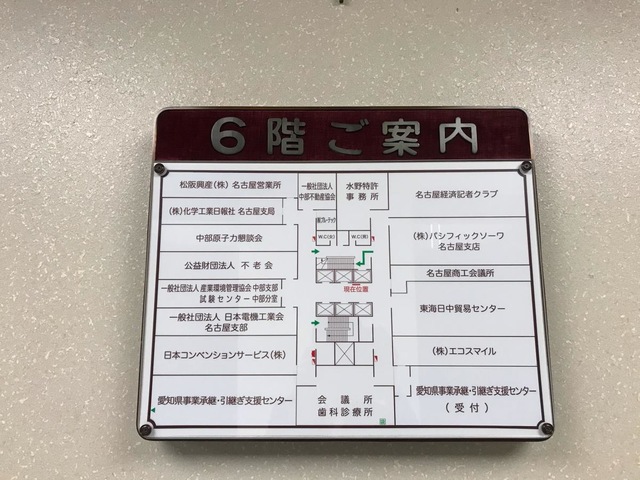 6階ご案内
松阪興産(株) 名古屋営業所
(株)化学工業日報社 名古屋支局
中部原子力懇談会
公益財団法人 不老会
一般社団法人 産業環境管理協会 中部支部
試験センター中部分室
一般社団法人 日本電機工業会
名古屋支部
日本コンベンションサービス(株)
愛知県事業承継・引継ぎ支援センター
一般社団法人
中部不動産協会
水野特許
事務所
W.C(女)
W.C(男)
現在位置
会議所
歯科診療所
名古屋経済記者クラブ
(株)パシフィックソーワ
名古屋支店
名古屋商工会議所
東海日中貿易センター
(株)エコスマイル
愛知県事業承継・引継ぎ支援センター
(受付)